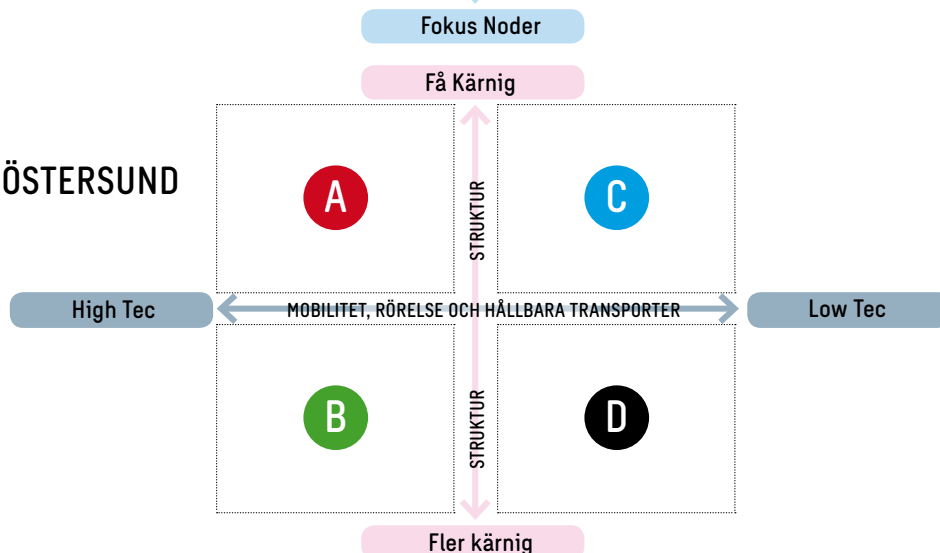 Fokus Noder
Få Kärnig
ÖSTERSUND
A
C
STRUKTUR
High Tec
MOBILITET, RÖRELSE OCH HÅLLBARA TRANSPORTER
Low Tec
B
D
STRUKTUR
Fler kärnig